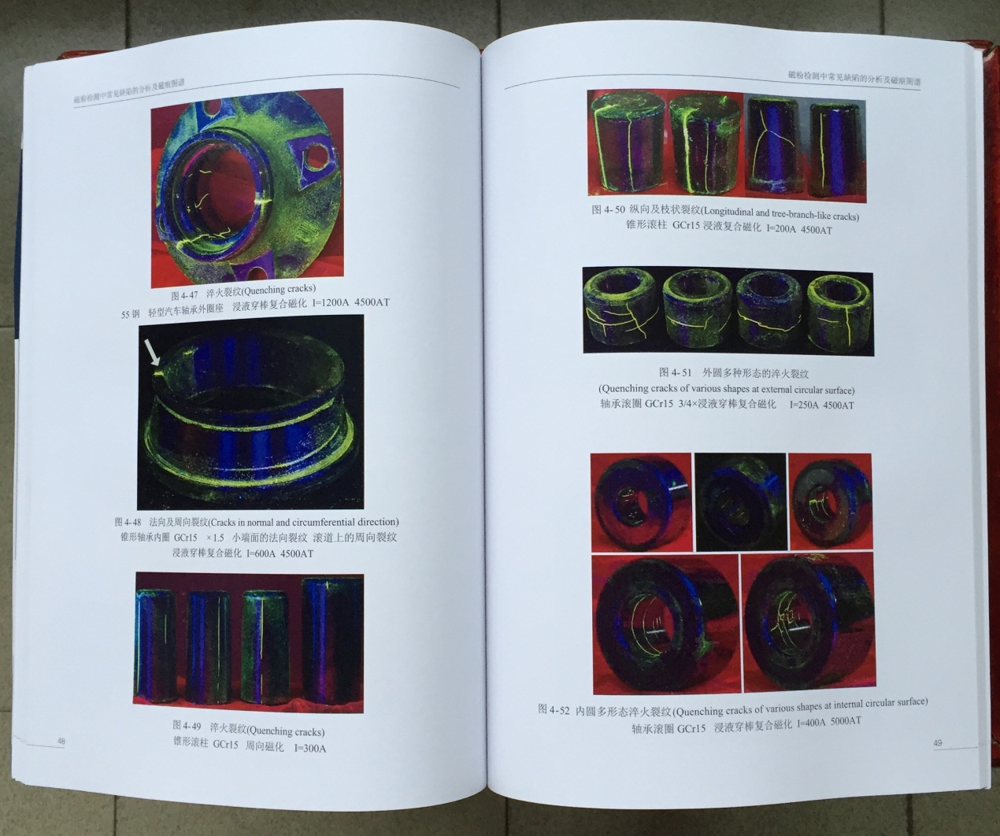 磁粉检测中常见缺陷的分析及磁痕图谱
图 4-47 淬火裂纹(Quenching cracks)
55 钢 轻型汽车轴承外圈座 浸液穿棒复合磁化 I=1200A 4500AT
图 4-48 法向及周向裂纹(Cracks in normal and circumferential direction)
锥形轴承内圈 GCr15 ×1.5 小端面的法向裂纹 滚道上的周向裂纹
浸液穿棒复合磁化 I=600A 4500AT
图 4-49 淬火裂纹(Quenching cracks)
锥形滚柱 GCr15 周向磁化 I=300A
48
磁粉检测中常见缺陷的分析及磁痕图谱
图 4-50 纵向及枝状裂纹(Longitudinal and tree-branch-like cracks)
锥形滚柱 GCr15 浸液复合磁化 I=200A 4500AT
图 4-51 外圆多种形态的淬火裂纹
(Quenching cracks of various shapes at external circular surface)
轴承滚圈 GCr15 3/4×浸液穿棒复合磁化 I=250A 4500AT
图 4-52 内圆多形态淬火裂纹(Quenching cracks of various shapes at internal circular surface)
轴承滚圈 GCr15 浸液穿棒复合磁化 I=400A 5000AT
49